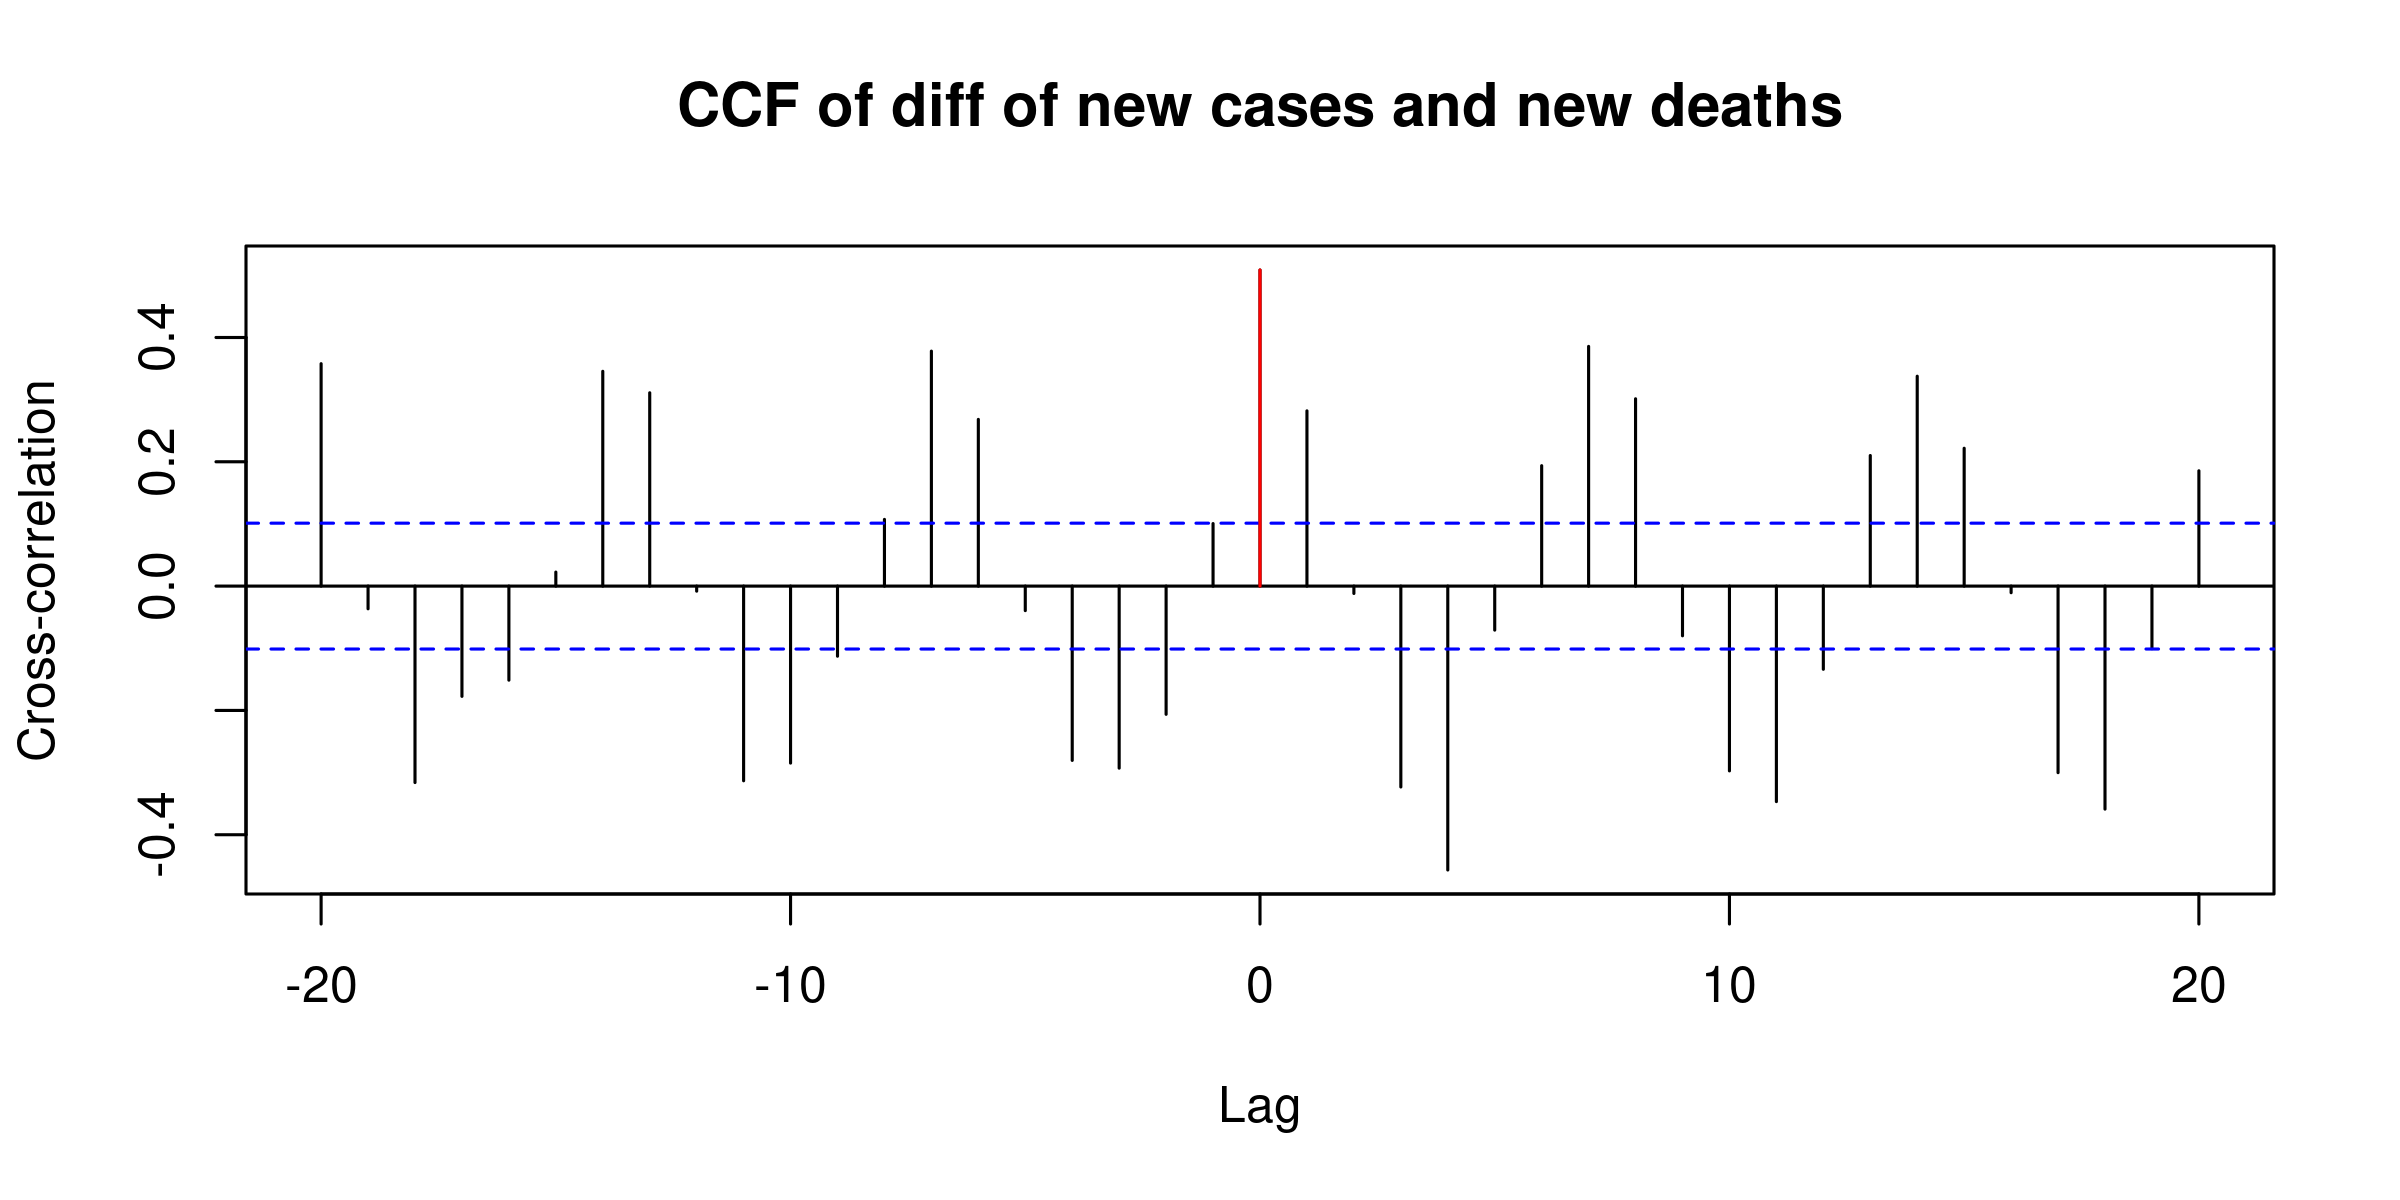 CCF of diff of new cases and new deaths
Cross-correlation
0.4
0.2
0.0
-0.4
-20 -10 0 10 20
Lag